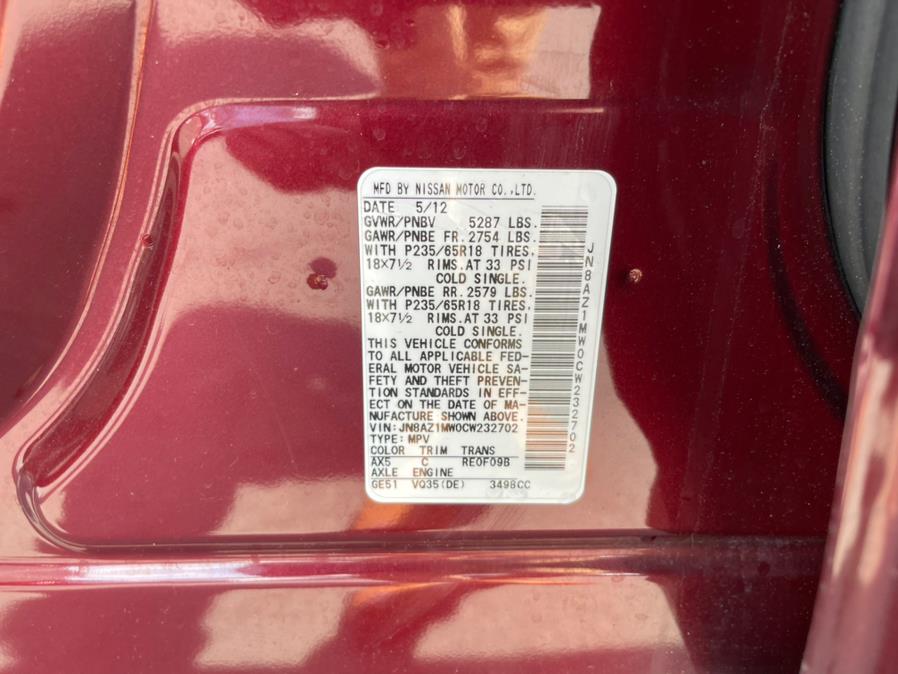 MFD BY NISSAN MOTOR CO.,LTD.
DATE 5/12
GVWR/PNBV 5287 LBS.
GAWR/PNBE FR. 2754 LBS.
WITH P235/65R18 TIRES,
18×7½ RIMS. AT 33 PSI
COLD SINGLE.
GAWR/PNBE RR. 2579 LBS.
WITH P235/65R18 TIRES,
18×7½ RIMS. AT 33 PSI
COLD SINGLE.
THIS VEHICLE CONFORMS
TO ALL APPLICABLE FED-
ERAL MOTOR VEHICLE SA-
FETY AND THEFT PREVEN-
TION STANDARDS IN EFF-
ECT ON THE DATE OF MA-
NUFACTURE SHOWN ABOVE.
VIN: JN8AZ1MW0CW232702
TYPE: MPV
COLOR TRIM TRANS
AX5 C RE0F09B
AXLE ENGINE
GE51 VQ35(DE) 3498CC
JN8AZ1MW0CW232702